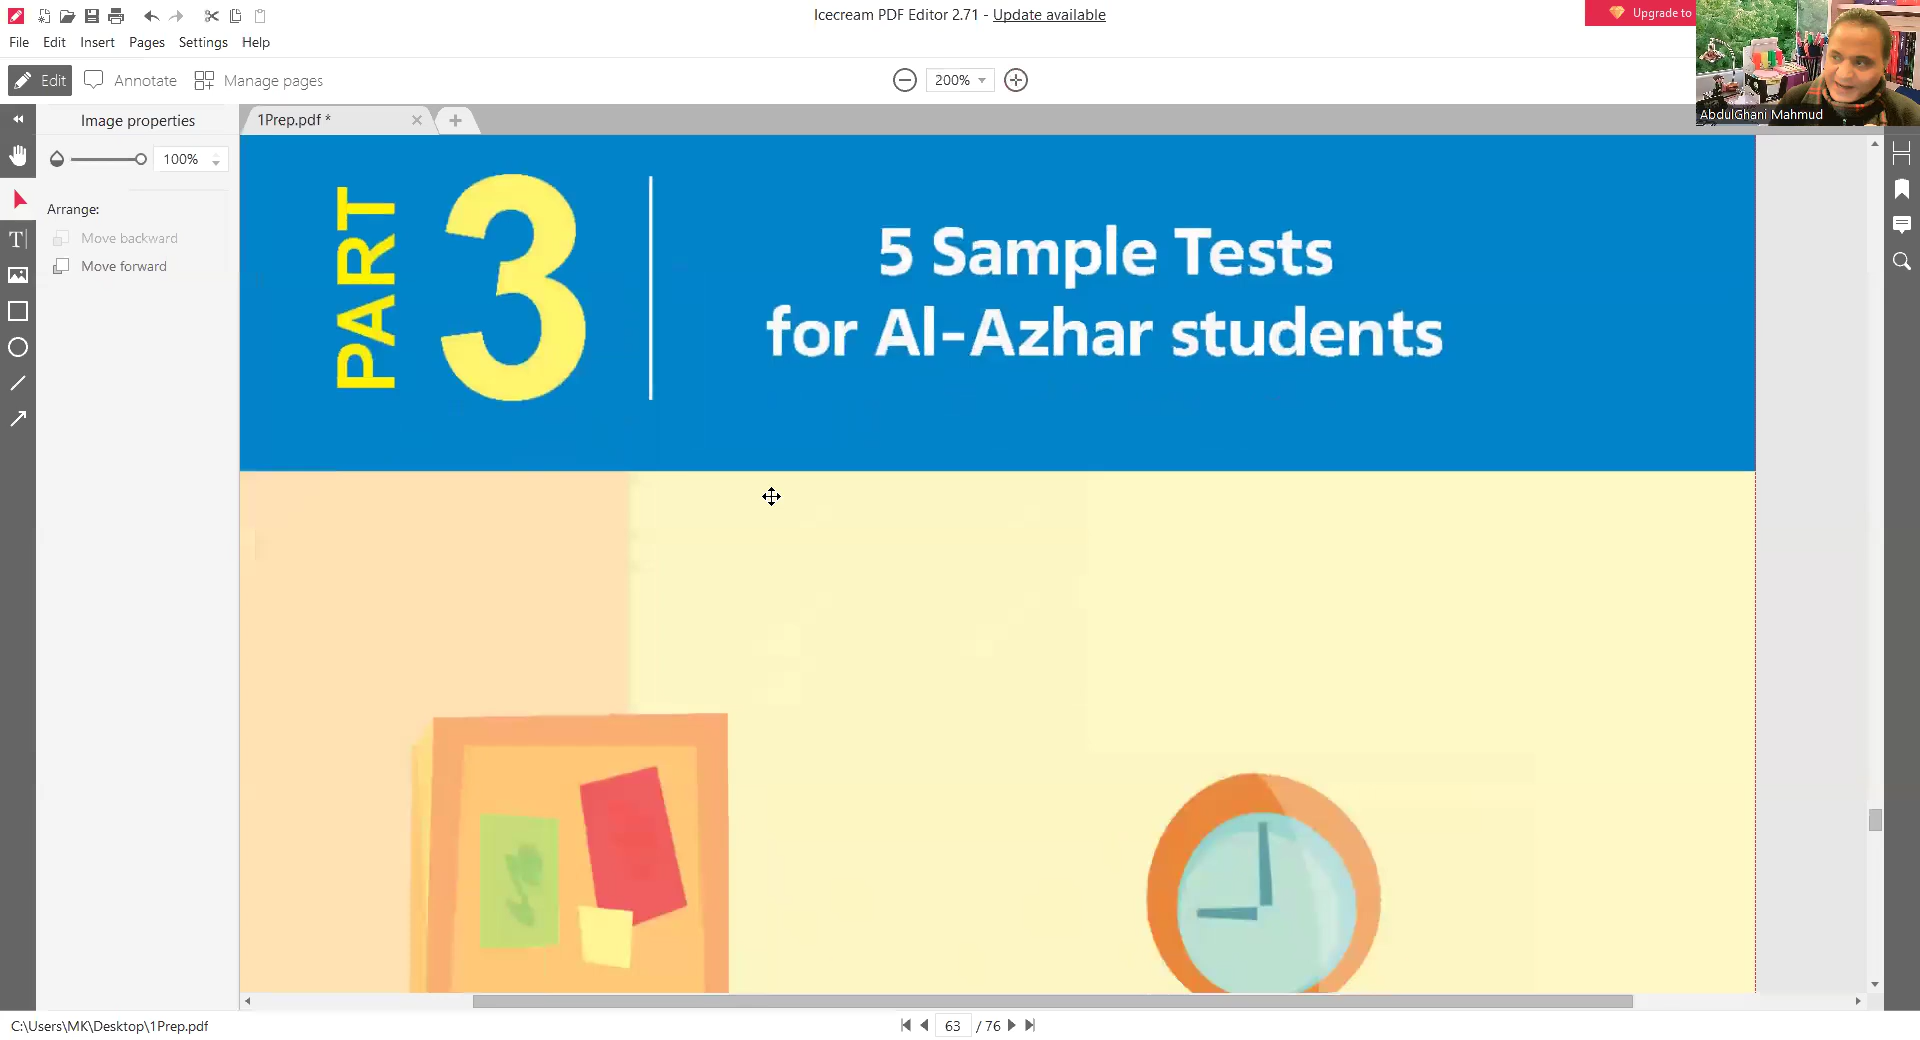 Icecream PDF Editor 2.71 - Update available
Upgrade to
File Edit Insert Pages Settings Help
Edit Annotate Manage pages
200%
AbdulGhani Mahmud
Image properties
1Prep.pdf *
100%
Arrange:
Move backward
Move forward
PART 3
5 Sample Tests
for Al-Azhar students
C:\Users\MK\Desktop\1Prep.pdf
63 / 76